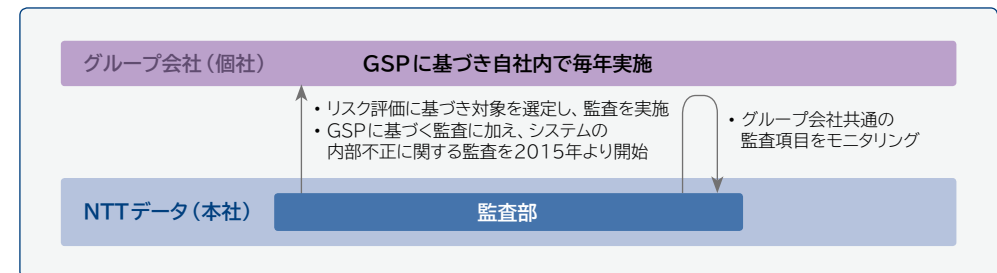 グループ会社（個社）
GSPに基づき自社内で毎年実施
・リスク評価に基づき対象を選定し、監査を実施
・GSPに基づく監査に加え、システムの
内部不正に関する監査を2015年より開始
・グループ会社共通の
監査項目をモニタリング
NTTデータ（本社）
監査部